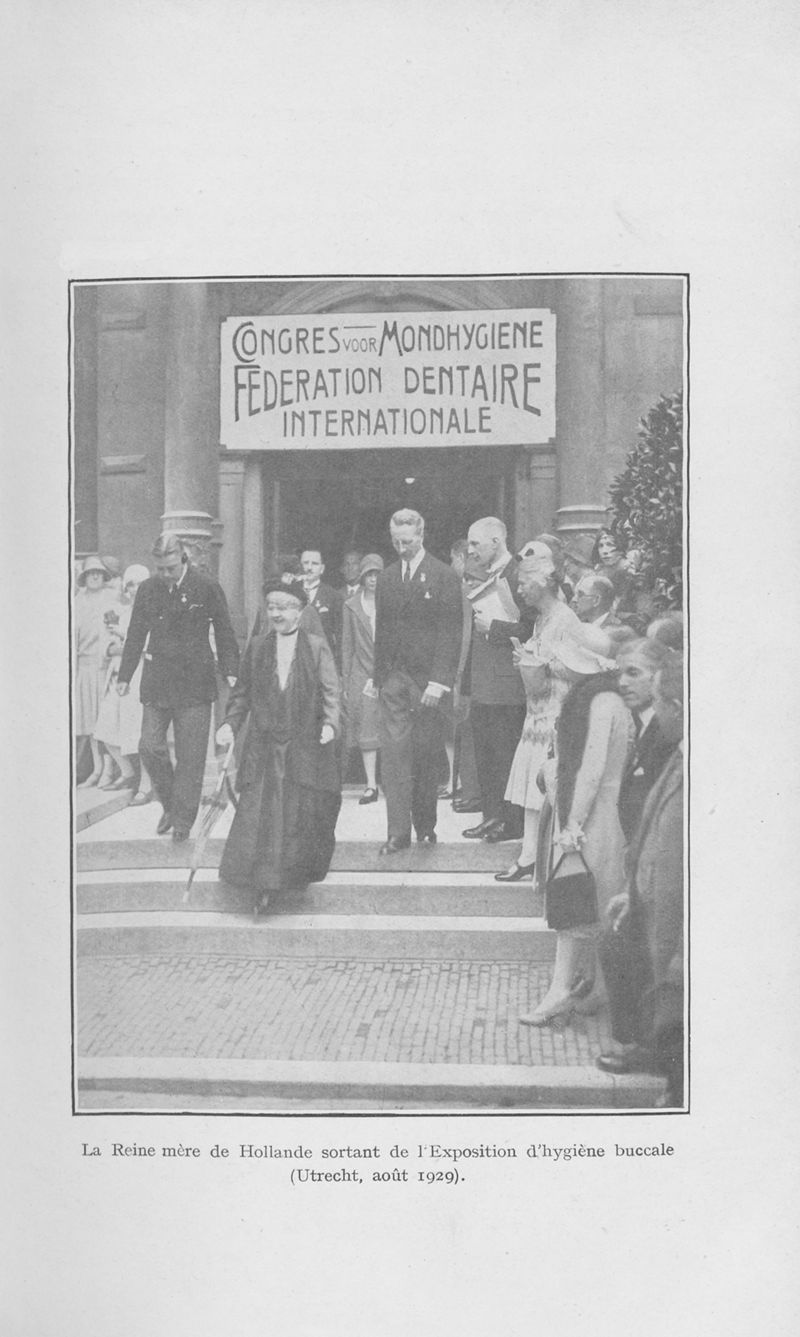 CONGRES VOOR MONDHYGIENE
FEDERATION DENTAIRE
INTERNATIONALE
La Reine mère de Hollande sortant de l'Exposition d'hygiène buccale
(Utrecht, août 1929).